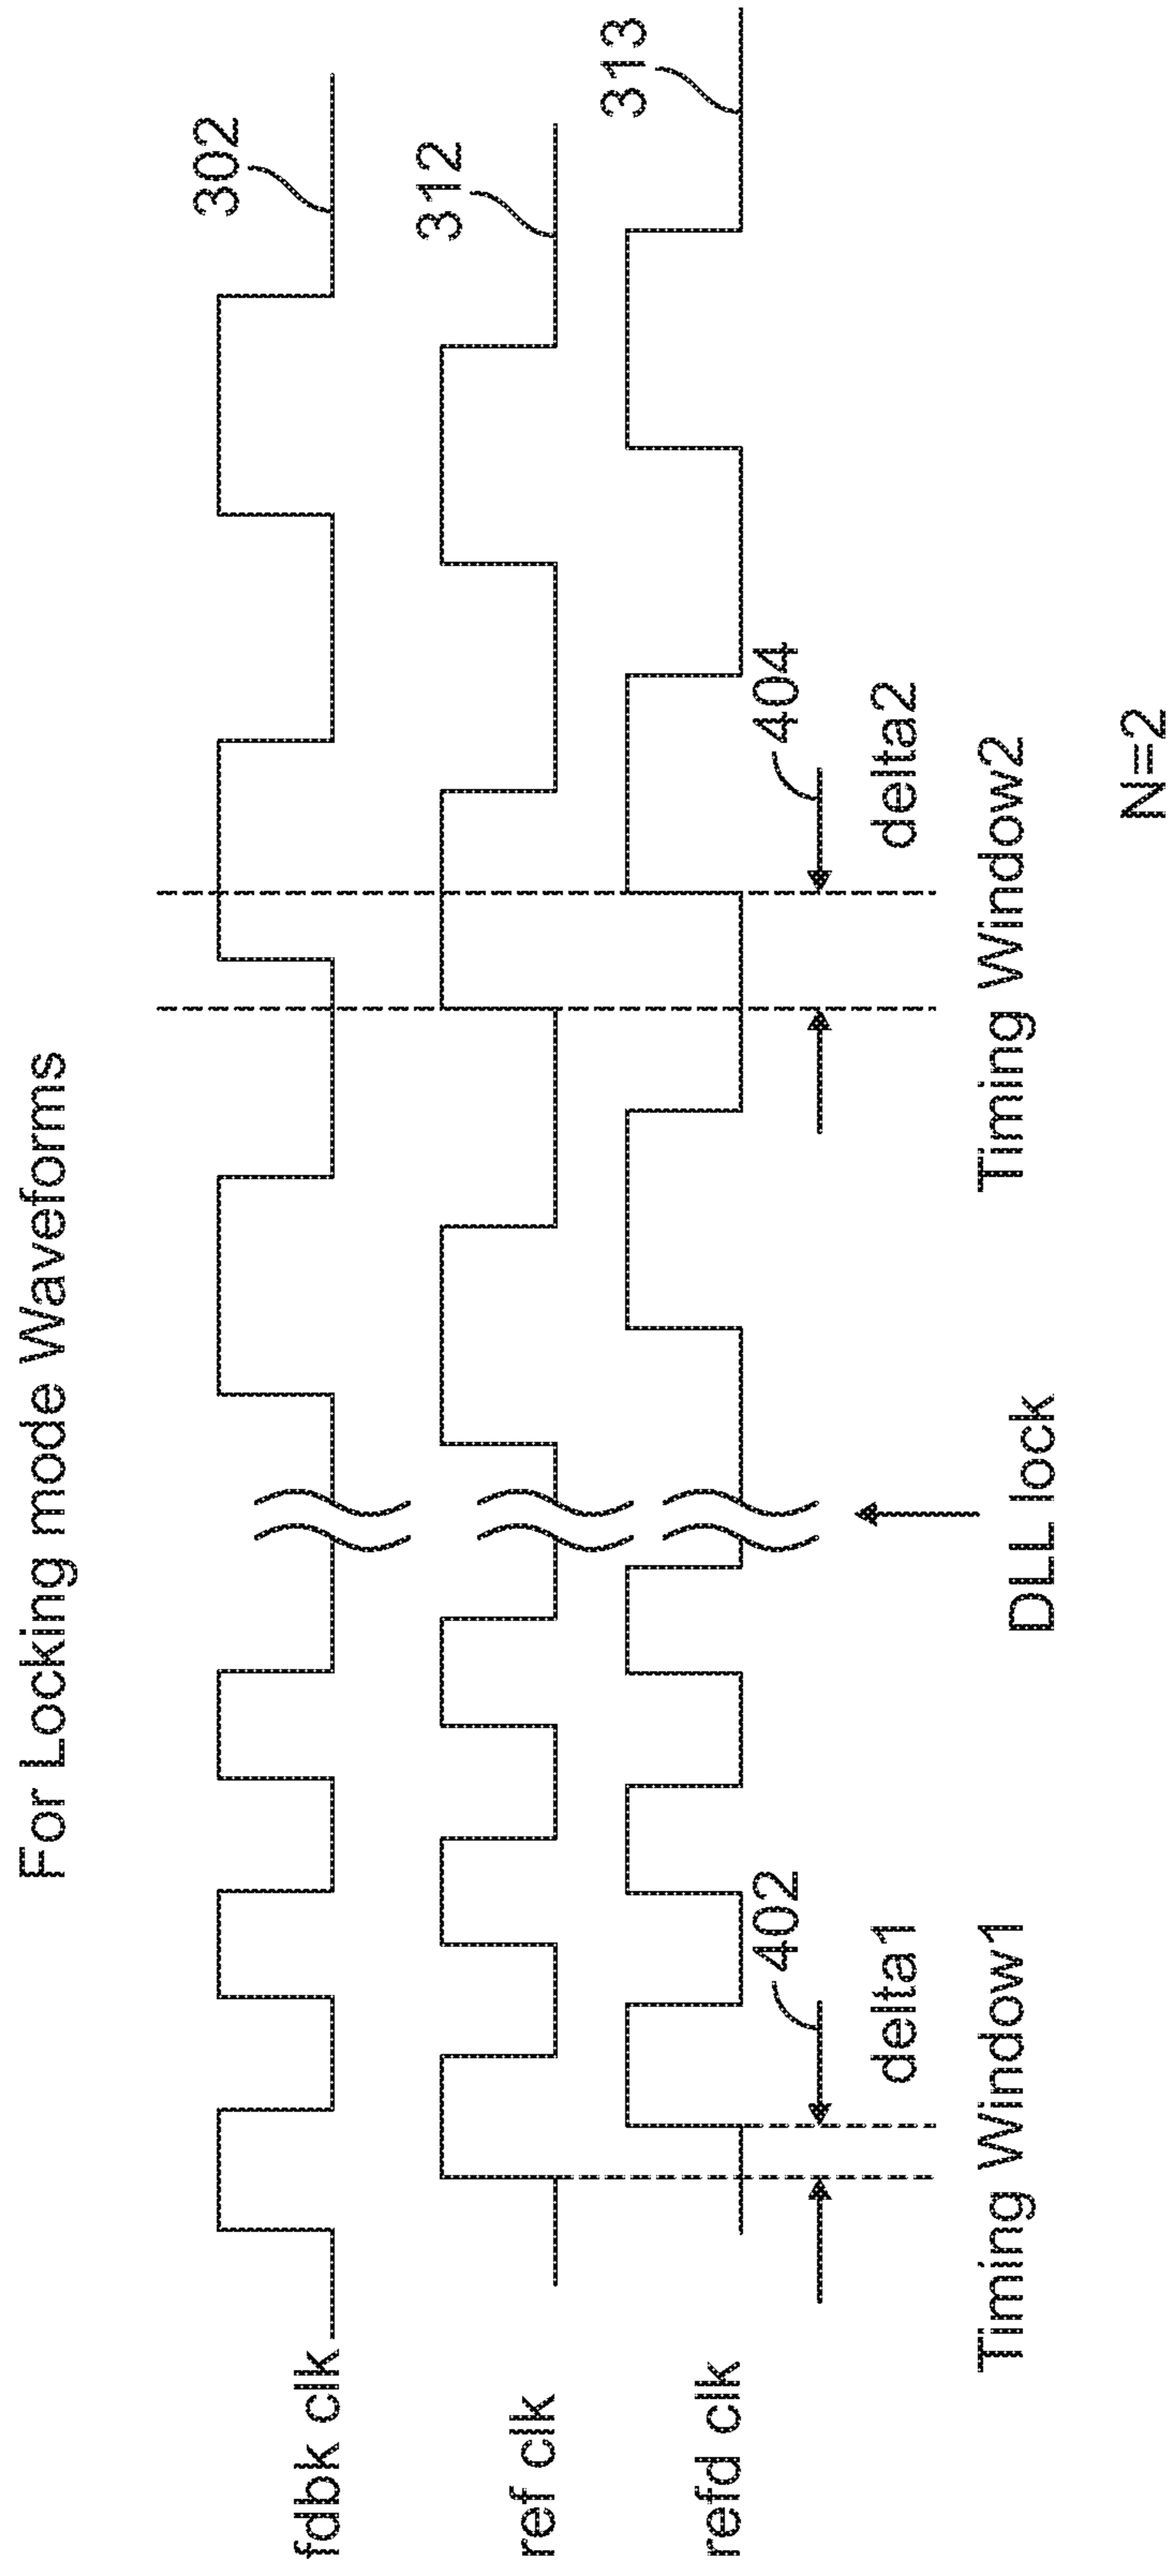 For Locking mode Waveforms
fdbk clk
302
ref clk
312
refd clk
313
402
404
delta1
delta2
Timing Window1
Timing Window2
DLL lock
N=2